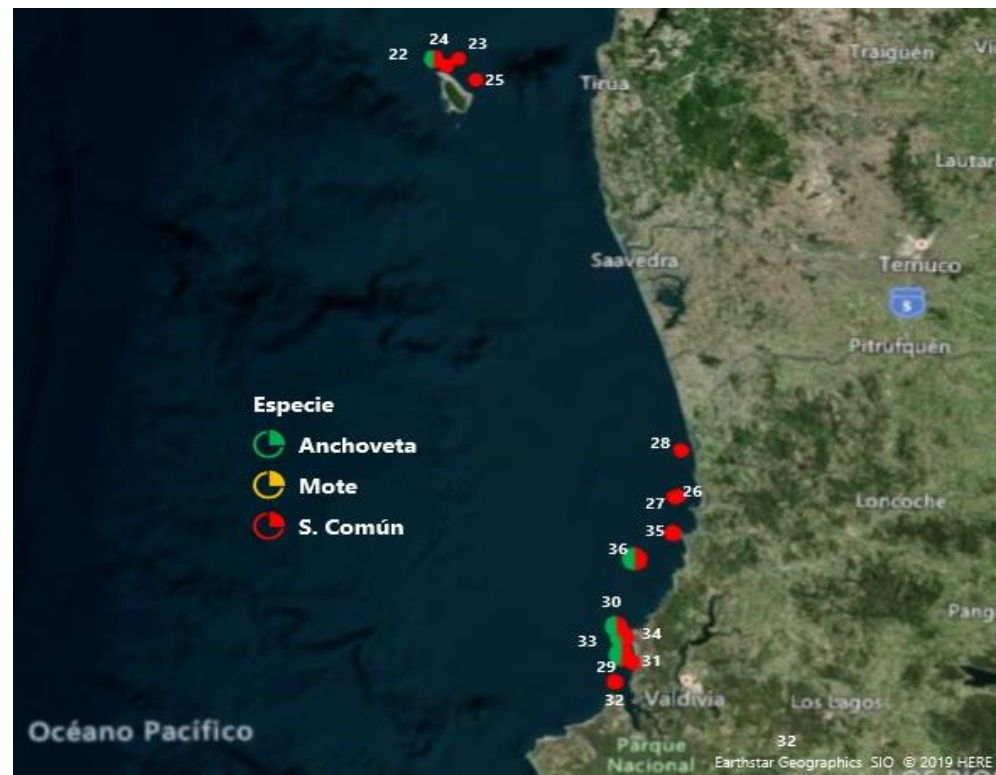 24
23
22
25
Traiguén
Vi
Tirúa
Lautar
Saavedra
Temuco
5
Pitrufquén
Especie
Anchoveta
Mote
S. Común
28
26
27
Loncoche
35
36
30
Pang
33
34
29
31
32
Valdivia
Los Lagos
Océano Pacífico
32
Parque
Nacional
Earthstar Geographics SIO © 2019 HERE